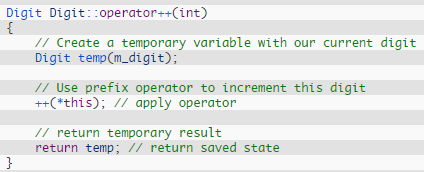 Digit Digit::operator++(int)
{
    // Create a temporary variable with our current digit
    Digit temp(m_digit);
    // Use prefix operator to increment this digit
    ++(*this); // apply operator
    // return temporary result
    return temp; // return saved state
}